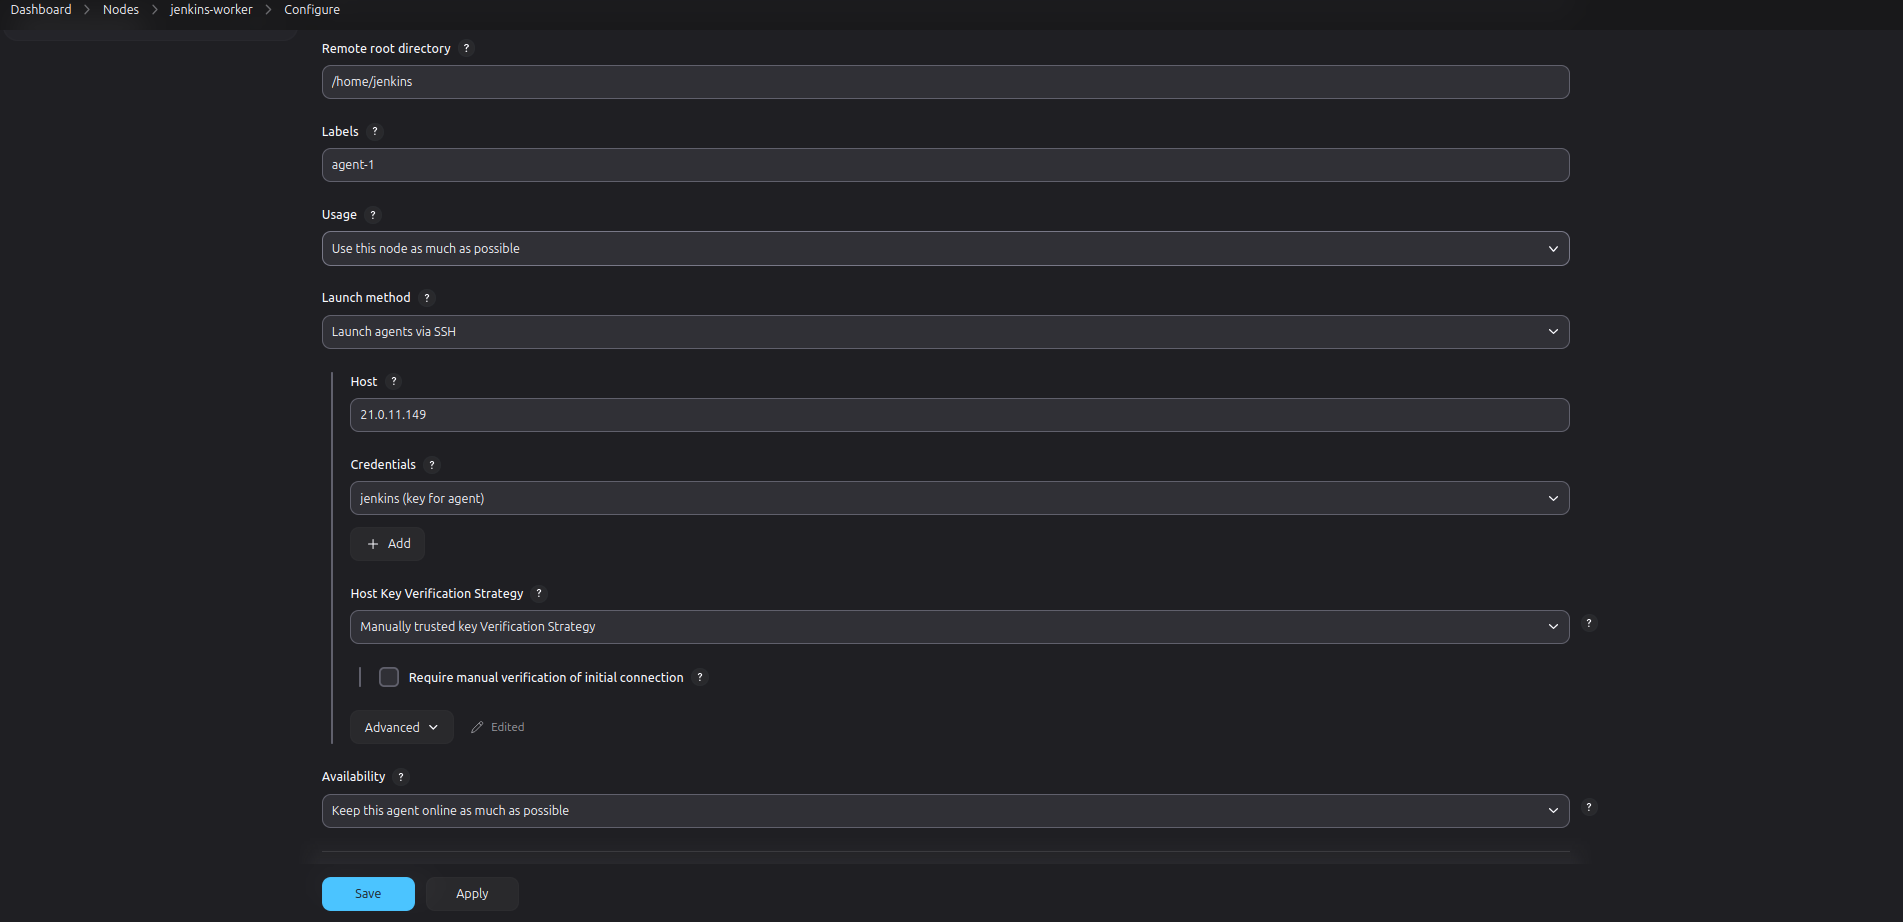 Dashboard > Nodes > jenkins-worker > Configure
Remote root directory ?
/home/jenkins
Labels ?
agent-1
Usage ?
Use this node as much as possible
Launch method ?
Launch agents via SSH
Host ?
21.0.11.149
Credentials ?
jenkins (key for agent)
+ Add
Host Key Verification Strategy ?
Manually trusted key Verification Strategy ?
Require manual verification of initial connection ?
Advanced Edited
Availability ?
Keep this agent online as much as possible ?
Save Apply